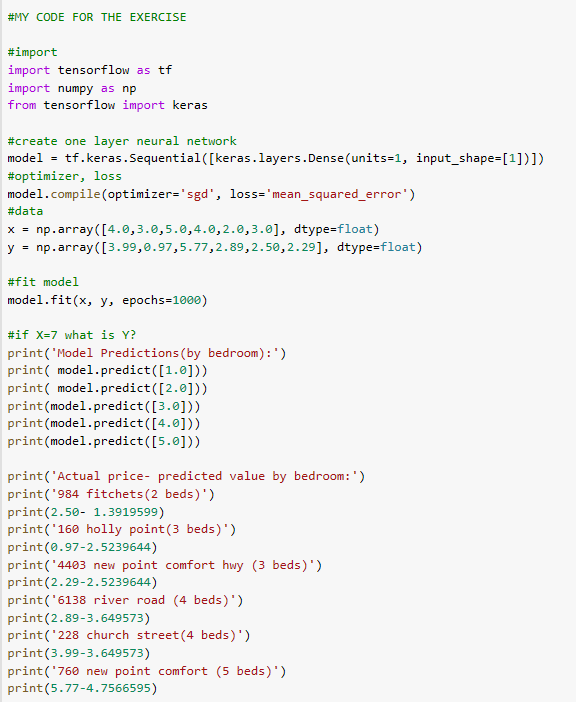 #MY CODE FOR THE EXERCISE
#import
import tensorflow as tf
import numpy as np
from tensorflow import keras
#create one layer neural network
model = tf.keras.Sequential([keras.layers.Dense(units=1, input_shape=[1])])
#optimizer, loss
model.compile(optimizer='sgd', loss='mean_squared_error')
#data
x = np.array([4.0,3.0,5.0,4.0,2.0,3.0], dtype=float)
y = np.array([3.99,0.97,5.77,2.89,2.50,2.29], dtype=float)
#fit model
model.fit(x, y, epochs=1000)
#if X=7 what is Y?
print('Model Predictions(by bedroom):')
print( model.predict([1.0]))
print( model.predict([2.0]))
print(model.predict([3.0]))
print(model.predict([4.0]))
print(model.predict([5.0]))
print('Actual price- predicted value by bedroom:')
print('984 fitchets(2 beds)')
print(2.50- 1.3919599)
print('160 holly point(3 beds)')
print(0.97-2.5239644)
print('4403 new point comfort hwy (3 beds)')
print(2.29-2.5239644)
print('6138 river road (4 beds)')
print(2.89-3.649573)
print('228 church street(4 beds)')
print(3.99-3.649573)
print('760 new point comfort (5 beds)')
print(5.77-4.7566595)